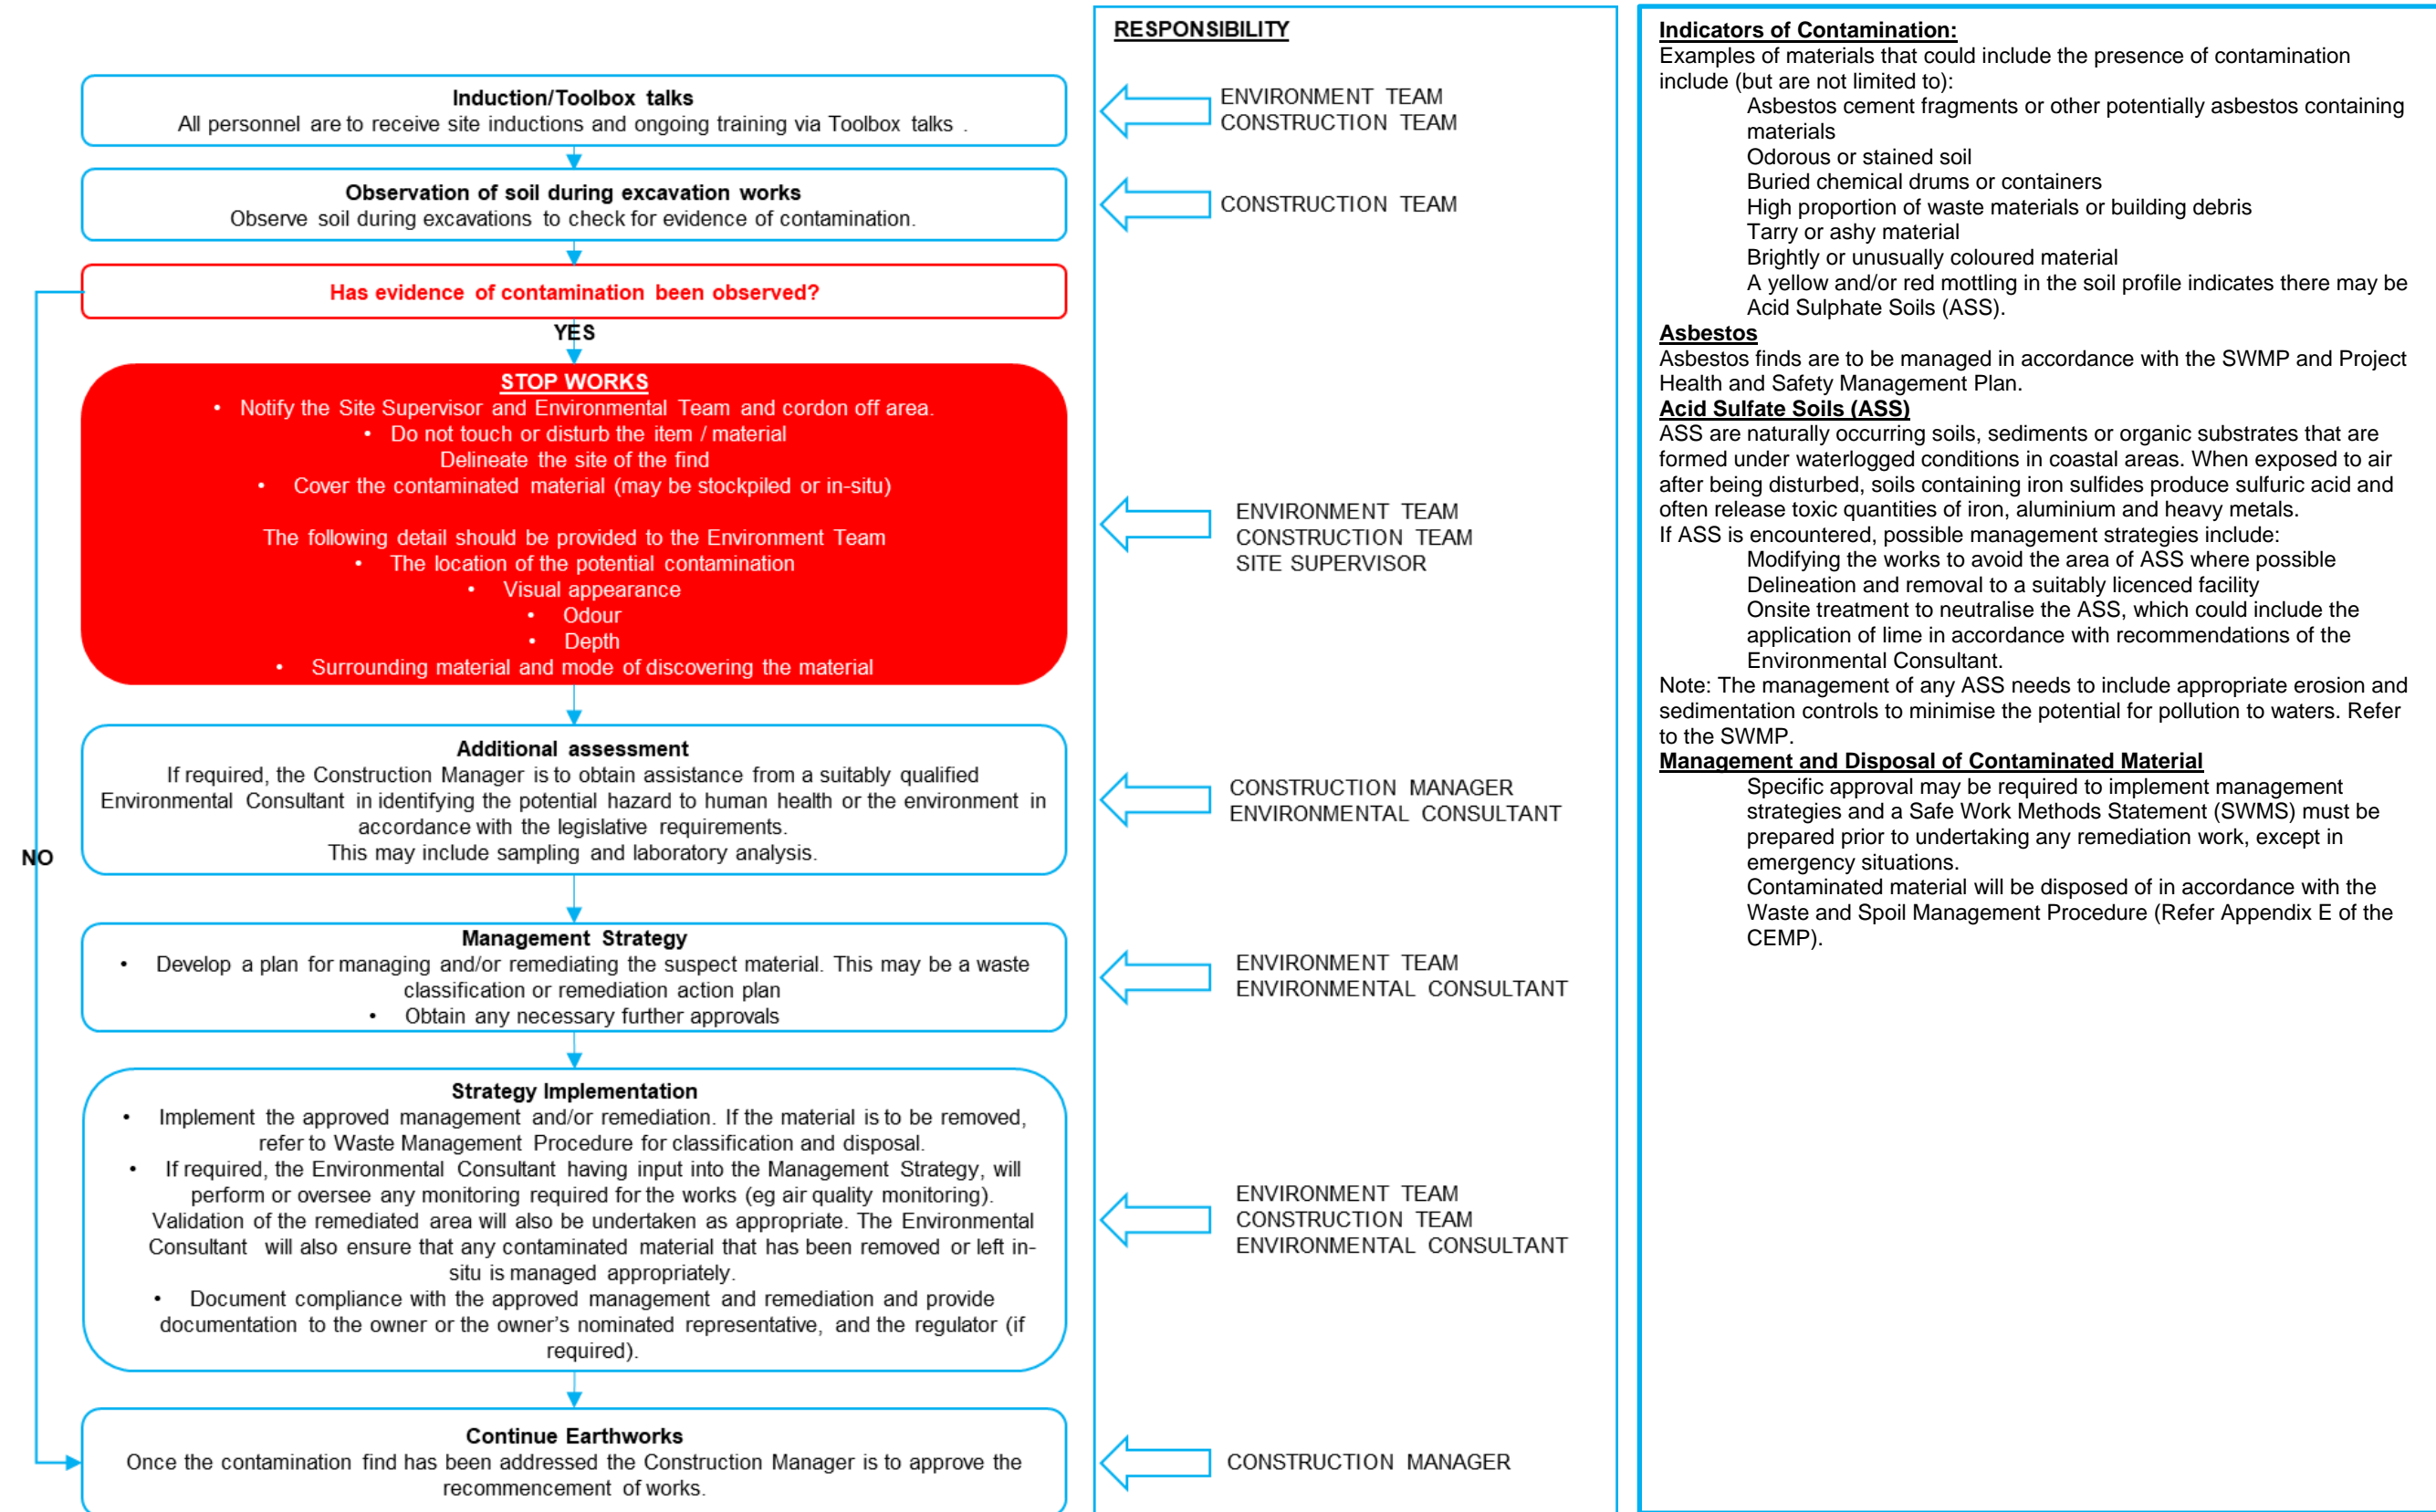 Induction/Toolbox talks
All personnel are to receive site inductions and ongoing training via Toolbox talks .
Observation of soil during excavation works
Observe soil during excavations to check for evidence of contamination.
Has evidence of contamination been observed?
YES
STOP WORKS
• Notify the Site Supervisor and Environmental Team and cordon off area.
• Do not touch or disturb the item / material
Delineate the site of the find
• Cover the contaminated material (may be stockpiled or in-situ)
The following detail should be provided to the Environment Team
• The location of the potential contamination
• Visual appearance
• Odour
• Depth
• Surrounding material and mode of discovering the material
Additional assessment
If required, the Construction Manager is to obtain assistance from a suitably qualified
Environmental Consultant in identifying the potential hazard to human health or the environment in
accordance with the legislative requirements.
This may include sampling and laboratory analysis.
NO
Management Strategy
• Develop a plan for managing and/or remediating the suspect material. This may be a waste
classification or remediation action plan
• Obtain any necessary further approvals
Strategy Implementation
• Implement the approved management and/or remediation. If the material is to be removed,
refer to Waste Management Procedure for classification and disposal.
• If required, the Environmental Consultant having input into the Management Strategy, will
perform or oversee any monitoring required for the works (eg air quality monitoring).
Validation of the remediated area will also be undertaken as appropriate. The Environmental
Consultant will also ensure that any contaminated material that has been removed or left in-
situ is managed appropriately.
• Document compliance with the approved management and remediation and provide
documentation to the owner or the owner's nominated representative, and the regulator (if
required).
Continue Earthworks
Once the contamination find has been addressed the Construction Manager is to approve the
recommencement of works.
RESPONSIBILITY
ENVIRONMENT TEAM
CONSTRUCTION TEAM
CONSTRUCTION TEAM
ENVIRONMENT TEAM
CONSTRUCTION TEAM
SITE SUPERVISOR
CONSTRUCTION MANAGER
ENVIRONMENTAL CONSULTANT
ENVIRONMENT TEAM
ENVIRONMENTAL CONSULTANT
ENVIRONMENT TEAM
CONSTRUCTION TEAM
ENVIRONMENTAL CONSULTANT
CONSTRUCTION MANAGER
Indicators of Contamination:
Examples of materials that could include the presence of contamination
include (but are not limited to):
Asbestos cement fragments or other potentially asbestos containing
materials
Odorous or stained soil
Buried chemical drums or containers
High proportion of waste materials or building debris
Tarry or ashy material
Brightly or unusually coloured material
A yellow and/or red mottling in the soil profile indicates there may be
Acid Sulphate Soils (ASS).
Asbestos
Asbestos finds are to be managed in accordance with the SWMP and Project
Health and Safety Management Plan.
Acid Sulfate Soils (ASS)
ASS are naturally occurring soils, sediments or organic substrates that are
formed under waterlogged conditions in coastal areas. When exposed to air
after being disturbed, soils containing iron sulfides produce sulfuric acid and
often release toxic quantities of iron, aluminium and heavy metals.
If ASS is encountered, possible management strategies include:
Modifying the works to avoid the area of ASS where possible
Delineation and removal to a suitably licenced facility
Onsite treatment to neutralise the ASS, which could include the
application of lime in accordance with recommendations of the
Environmental Consultant.
Note: The management of any ASS needs to include appropriate erosion and
sedimentation controls to minimise the potential for pollution to waters. Refer
to the SWMP.
Management and Disposal of Contaminated Material
Specific approval may be required to implement management
strategies and a Safe Work Methods Statement (SWMS) must be
prepared prior to undertaking any remediation work, except in
emergency situations.
Contaminated material will be disposed of in accordance with the
Waste and Spoil Management Procedure (Refer Appendix E of the
CEMP).